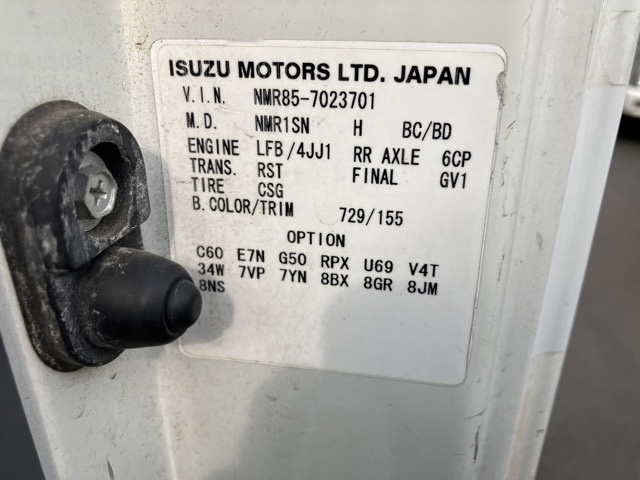 ISUZU MOTORS LTD. JAPAN
V.I.N. NMR85-7023701
M.D. NMR1SN H BC/BD
ENGINE LFB/4JJ1 RR AXLE 6CP
TRANS. RST FINAL GV1
TIRE CSG
B.COLOR/TRIM 729/155
OPTION
C60 E7N G50 RPX U69 V4T
34W 7VP 7YN 8BX 8GR 8JM
8NS